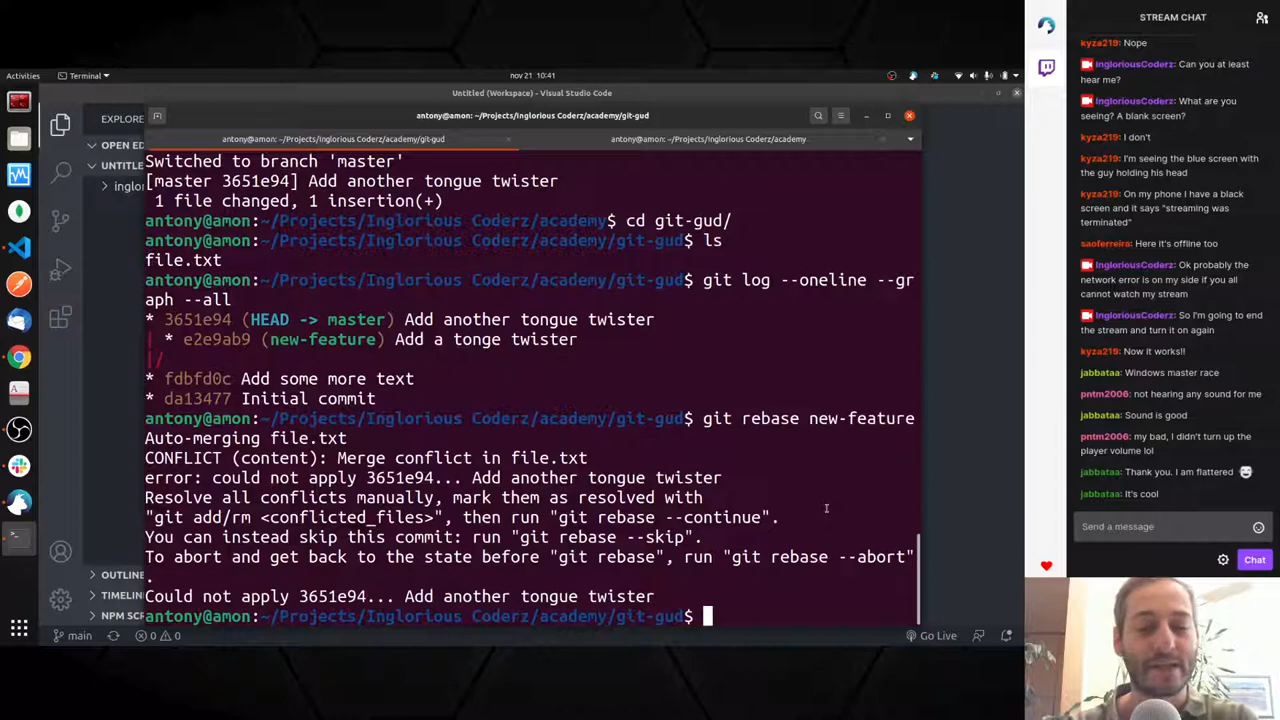 Activities
Terminal
nov 21 10:41
Untitled (Workspace) - Visual Studio Code
antony@amon: ~/Projects/Inglorious Coderz/academy/git-gud
antony@amon: ~/Projects/Inglorious Coderz/academy/git-gud
antony@amon: ~/Projects/Inglorious Coderz/academy
EXPLORE
OPEN ED
UNTITLE
inglor
OUTLINE
TIMELIN
NPM SCR
Switched to branch 'master'
[master 3651e94] Add another tongue twister
1 file changed, 1 insertion(+)
antony@amon:~/Projects/Inglorious Coderz/academy$ cd git-gud/
antony@amon:~/Projects/Inglorious Coderz/academy/git-gud$ ls
file.txt
antony@amon:~/Projects/Inglorious Coderz/academy/git-gud$ git log --oneline --gr
aph --all
* 3651e94 (HEAD -> master) Add another tongue twister
| * e2e9ab9 (new-feature) Add a tonge twister
|/
* fdbfd0c Add some more text
* da13477 Initial commit
antony@amon:~/Projects/Inglorious Coderz/academy/git-gud$ git rebase new-feature
Auto-merging file.txt
CONFLICT (content): Merge conflict in file.txt
error: could not apply 3651e94... Add another tongue twister
Resolve all conflicts manually, mark them as resolved with
"git add/rm <conflicted_files>", then run "git rebase --continue".
You can instead skip this commit: run "git rebase --skip".
To abort and get back to the state before "git rebase", run "git rebase --abort"
.
Could not apply 3651e94... Add another tongue twister
antony@amon:~/Projects/Inglorious Coderz/academy/git-gud$
main
0
0
Go Live
STREAM CHAT
kyza219: Nope
IngloriousCoderz: Can you at least
hear me?
IngloriousCoderz: What are you
seeing? A blank screen?
kyza219: I don't
kyza219: I'm seeing the blue screen with
the guy holding his head
kyza219: On my phone I have a black
screen and it says "streaming was
terminated"
saoferreira: Here it's offline too
IngloriousCoderz: Ok probably the
network error is on my side if you all
cannot watch my stream
IngloriousCoderz: So I'm going to end
the stream and turn it on again
kyza219: Now it works!!
jabbataa: Windows master race
pntm2006: not hearing any sound for me
jabbataa: Sound is good
pntm2006: my bad, I didn't turn up the
player volume lol
jabbataa: Thank you. I am flattered
jabbataa: It's cool
Send a message
Chat